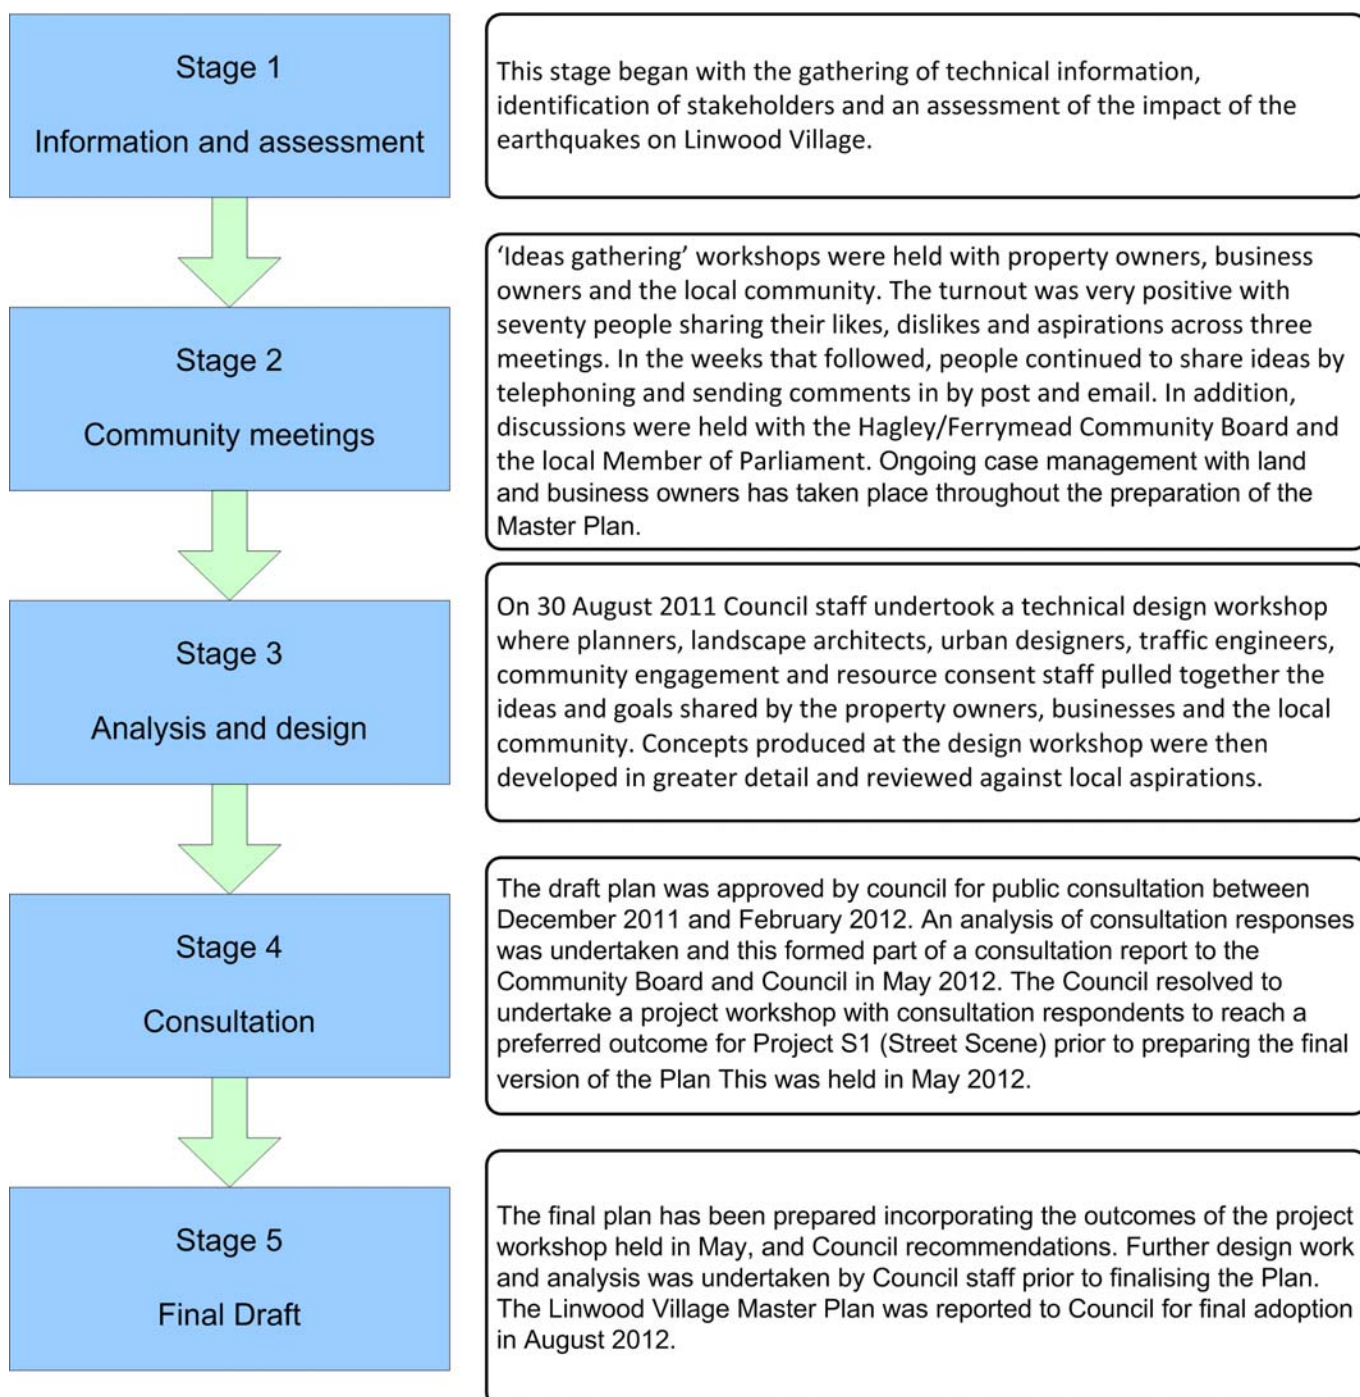 Stage 1
Information and assessment
This stage began with the gathering of technical information,
identification of stakeholders and an assessment of the impact of the
earthquakes on Linwood Village.
Stage 2
Community meetings
‘Ideas gathering’ workshops were held with property owners, business
owners and the local community. The turnout was very positive with
seventy people sharing their likes, dislikes and aspirations across three
meetings. In the weeks that followed, people continued to share ideas by
telephoning and sending comments in by post and email. In addition,
discussions were held with the Hagley/Ferrymead Community Board and
the local Member of Parliament. Ongoing case management with land
and business owners has taken place throughout the preparation of the
Master Plan.
Stage 3
Analysis and design
On 30 August 2011 Council staff undertook a technical design workshop
where planners, landscape architects, urban designers, traffic engineers,
community engagement and resource consent staff pulled together the
ideas and goals shared by the property owners, businesses and the local
community. Concepts produced at the design workshop were then
developed in greater detail and reviewed against local aspirations.
Stage 4
Consultation
The draft plan was approved by council for public consultation between
December 2011 and February 2012. An analysis of consultation responses
was undertaken and this formed part of a consultation report to the
Community Board and Council in May 2012. The Council resolved to
undertake a project workshop with consultation respondents to reach a
preferred outcome for Project S1 (Street Scene) prior to preparing the final
version of the Plan This was held in May 2012.
Stage 5
Final Draft
The final plan has been prepared incorporating the outcomes of the project
workshop held in May, and Council recommendations. Further design work
and analysis was undertaken by Council staff prior to finalising the Plan.
The Linwood Village Master Plan was reported to Council for final adoption
in August 2012.